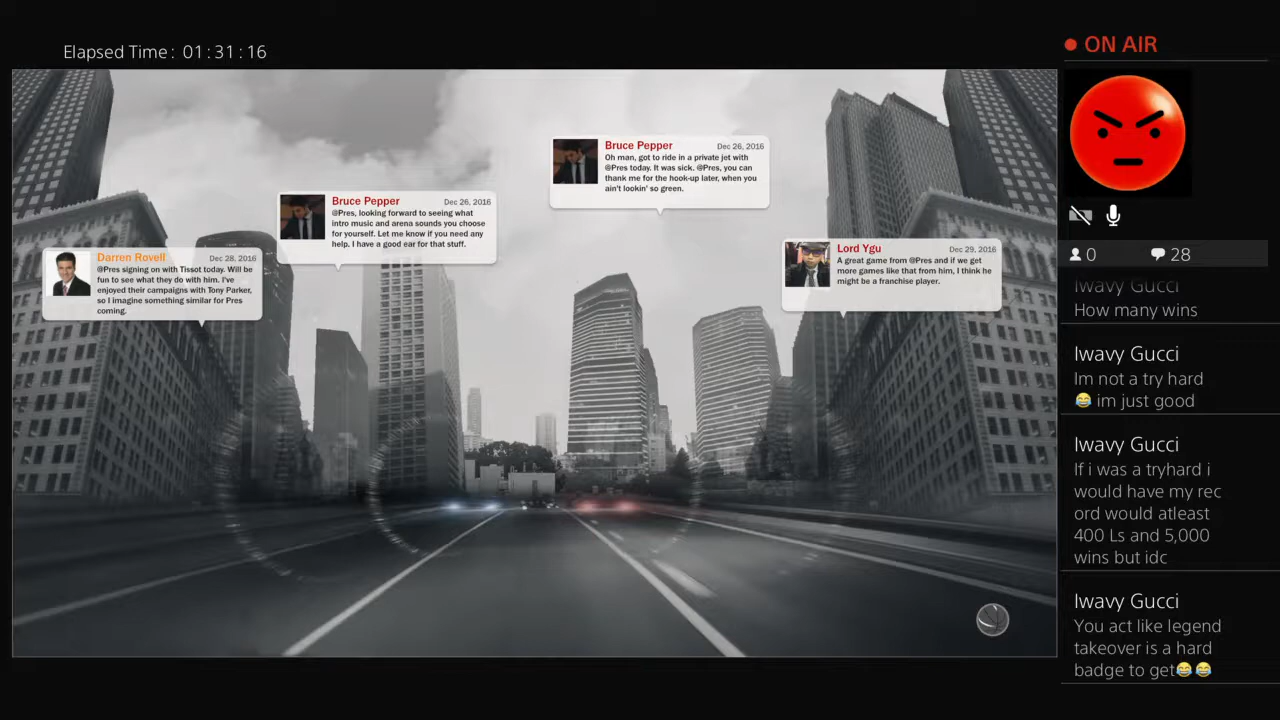 Elapsed Time: 01:31:16
ON AIR
Bruce Pepper
Dec 26, 2016
Oh man, got to ride in a private jet with
@Pres today. It was sick. @Pres, you can
thank me for the hook-up later, when you
ain't lookin' so green.
Bruce Pepper
Dec 26, 2016
@Pres, looking forward to seeing what
intro music and arena sounds you choose
for yourself. Let me know if you need any
help. I have a good ear for that stuff.
Darren Rovell
Dec 28, 2016
@Pres signing on with Tissot today. Will be
fun to see what they do with him. I've
enjoyed their campaigns with Tony Parker,
so I imagine something similar for Pres
coming.
Lord Ygu
Dec 29, 2016
A great game from @Pres and if we get
more games like that from him, I think he
might be a franchise player.
0
28
Iwavy Gucci
How many wins
Iwavy Gucci
Im not a try hard
😂 im just good
Iwavy Gucci
If i was a tryhard i
would have my rec
ord would atleast
400 Ls and 5,000
wins but idc
Iwavy Gucci
You act like legend
takeover is a hard
badge to get😂😂